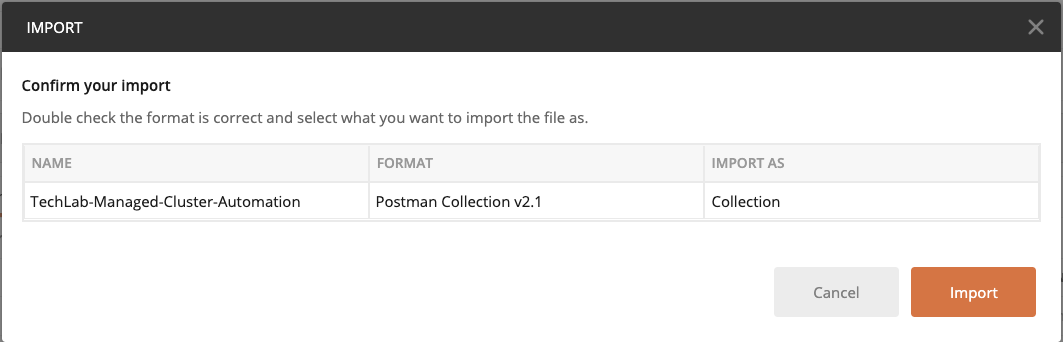 IMPORT
Confirm your import
Double check the format is correct and select what you want to import the file as.
NAME FORMAT IMPORT AS
TechLab-Managed-Cluster-Automation Postman Collection v2.1 Collection
Cancel Import